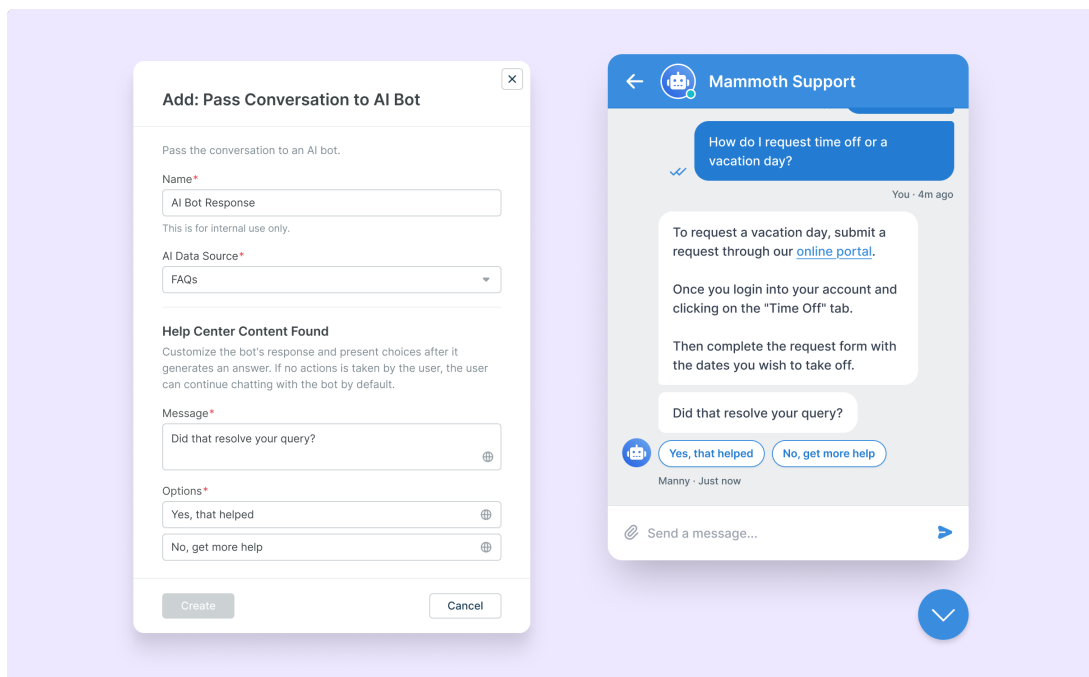 Add: Pass Conversation to AI Bot
Pass the conversation to an AI bot.
Name*
AI Bot Response
This is for internal use only.
AI Data Source*
FAQs
Help Center Content Found
Customize the bot's response and present choices after it
generates an answer. If no actions is taken by the user, the user
can continue chatting with the bot by default.
Message*
Did that resolve your query?
Options*
Yes, that helped
No, get more help
Create
Cancel
Mammoth Support
How do I request time off or a
vacation day?
You · 4m ago
To request a vacation day, submit a
request through our online portal.
Once you login into your account and
clicking on the "Time Off" tab.
Then complete the request form with
the dates you wish to take off.
Did that resolve your query?
Yes, that helped
No, get more help
Manny · Just now
Send a message...